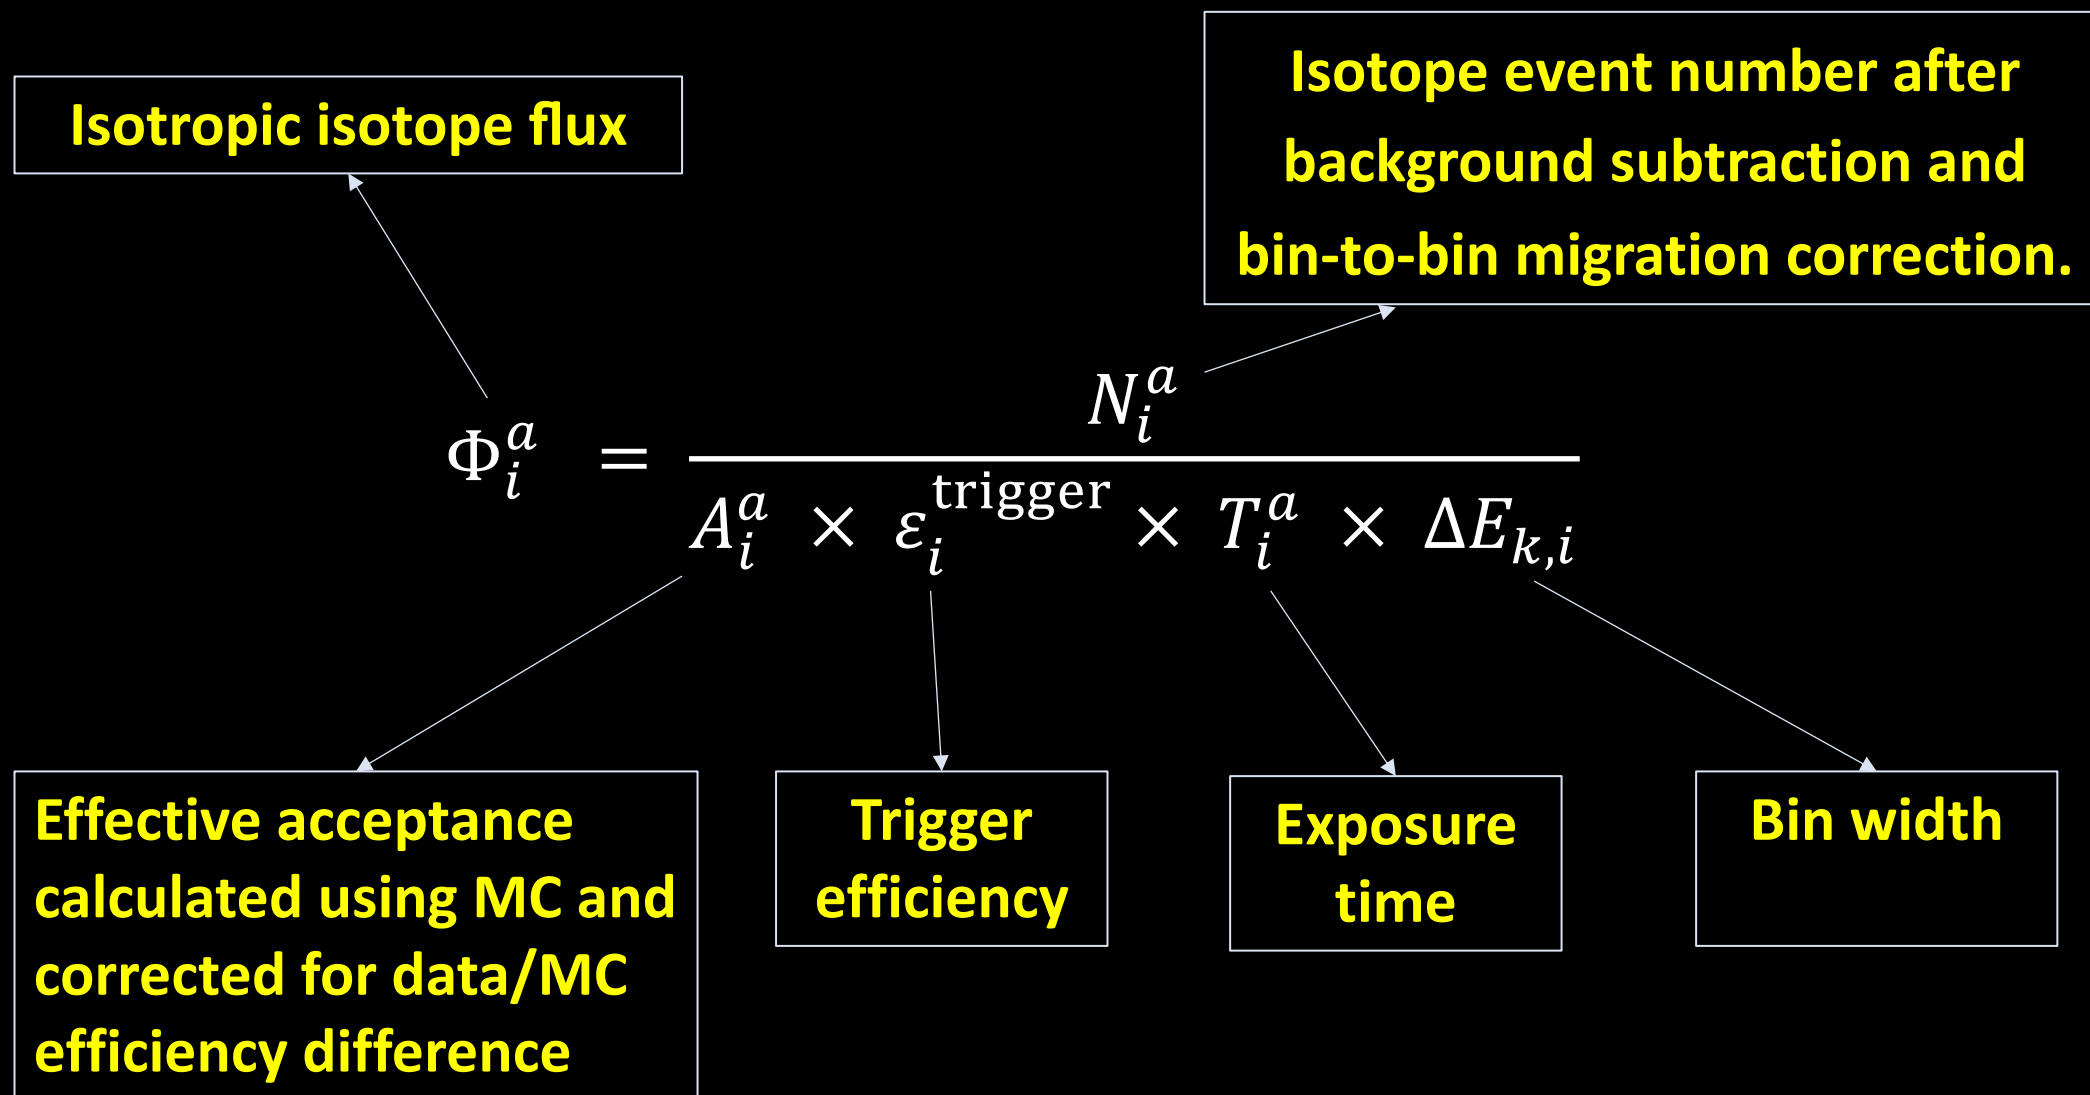 Isotropic isotope flux
Isotope event number after
background subtraction and
bin-to-bin migration correction.
Φ_i^a = N_i^a / (A_i^a × ε_i^trigger × T_i^a × ΔE_{k,i})
Effective acceptance
calculated using MC and
corrected for data/MC
efficiency difference
Trigger
efficiency
Exposure
time
Bin width